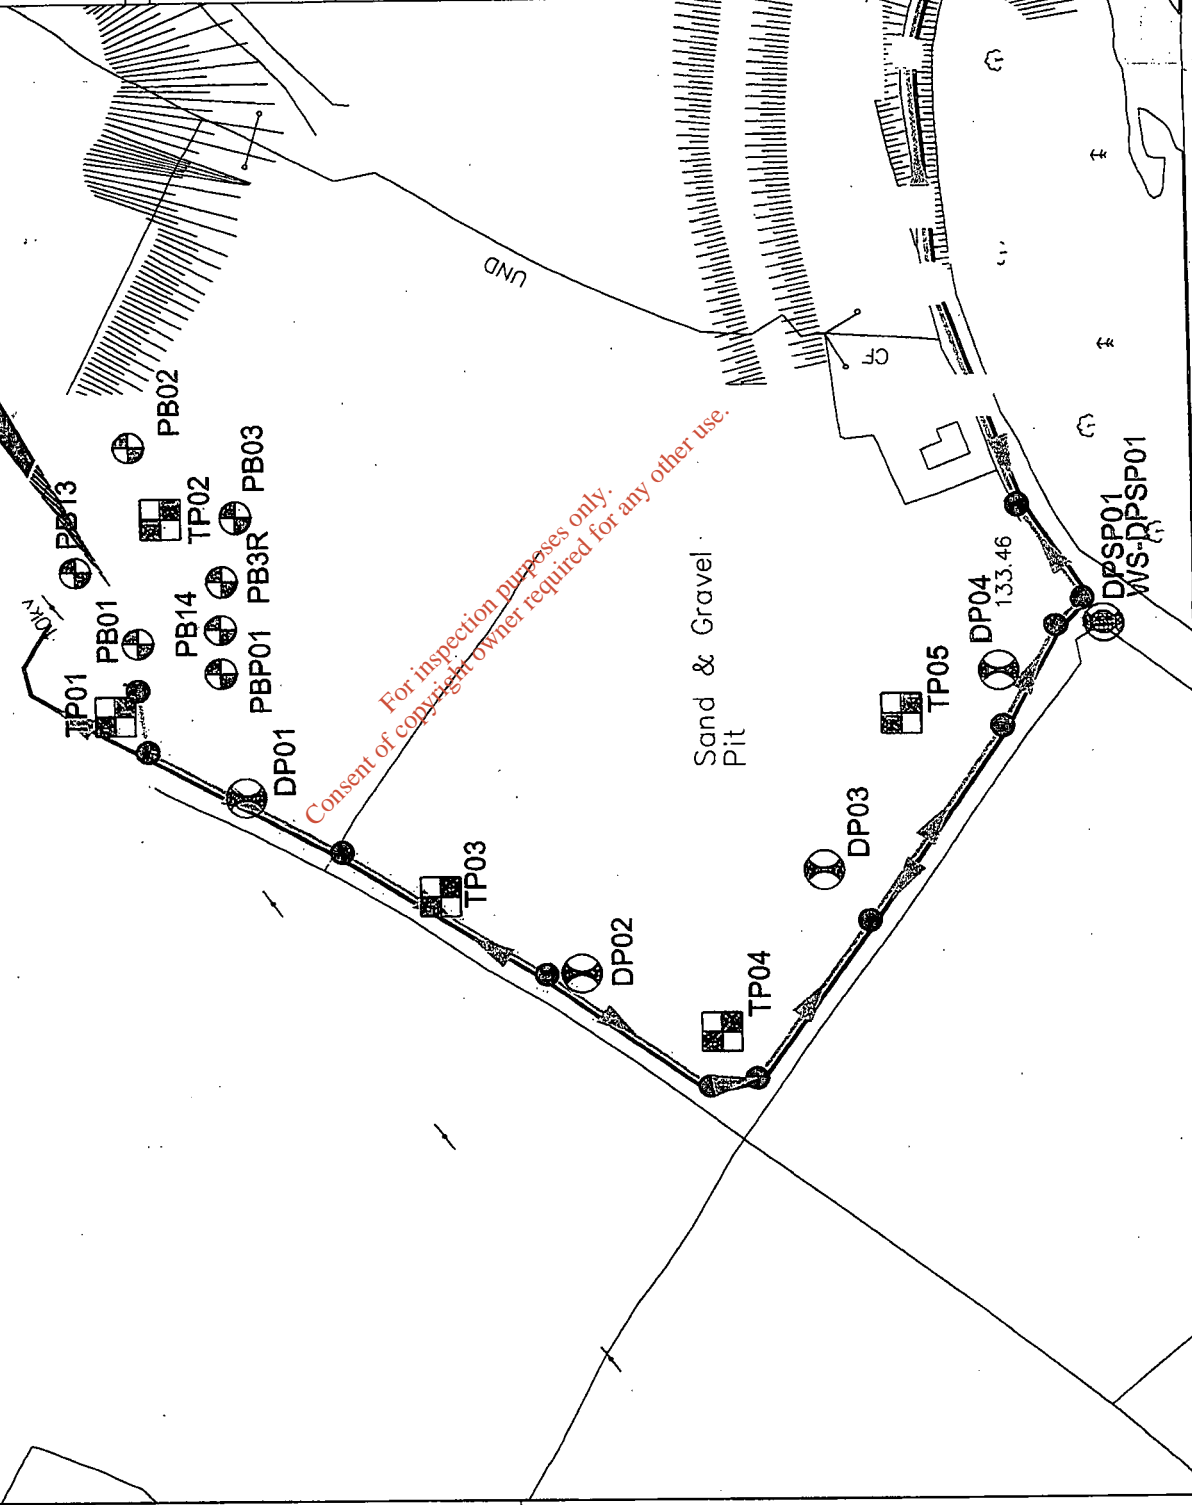 PB02
PB13
TP02
PB03
10KV
PB01
PB14
PB3R
TP01
PBP01
DP01
TP03
DP02
TP04
DP03
TP05
DP04
133.46
DPSP01
WS-DPSP01
Sand & Gravel
Pit
UND
CF
For inspection purposes only.
Consent of copyright owner required for any other use.